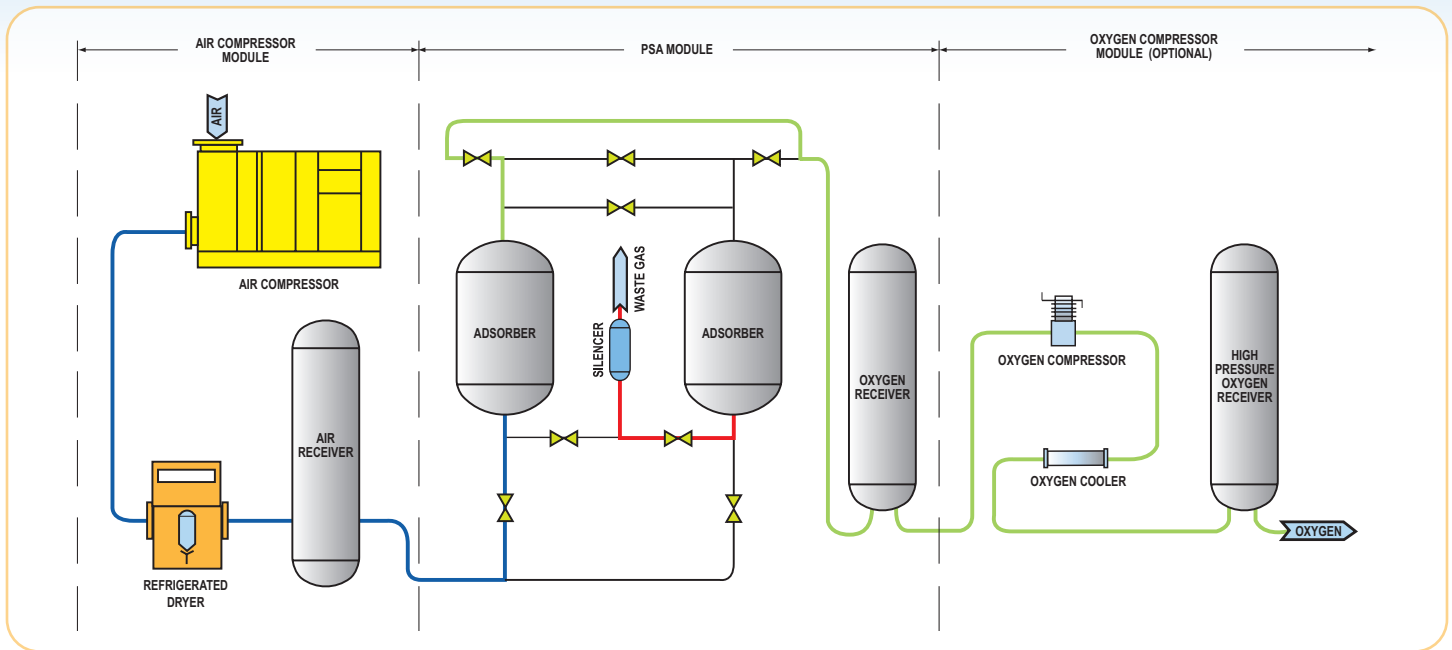 AIR COMPRESSOR
MODULE
PSA MODULE
OXYGEN COMPRESSOR
MODULE (OPTIONAL)
AIR
AIR COMPRESSOR
AIR
RECEIVER
REFRIGERATED
DRYER
ADSORBER
SILENCER
WASTE GAS
ADSORBER
OXYGEN
RECEIVER
OXYGEN COMPRESSOR
OXYGEN COOLER
HIGH
PRESSURE
OXYGEN
RECEIVER
OXYGEN